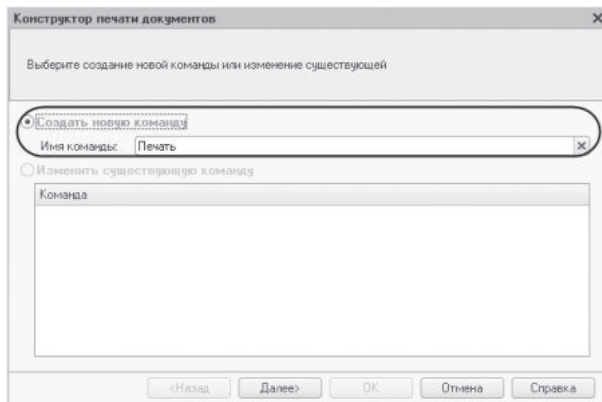 Конструктор печати документов
Выберите создание новой команды или изменение существующей
Создать новую команду
Имя команды: Печать
Изменить существующую команду
Команда
<Назад Далее> ОК Отмена Справка